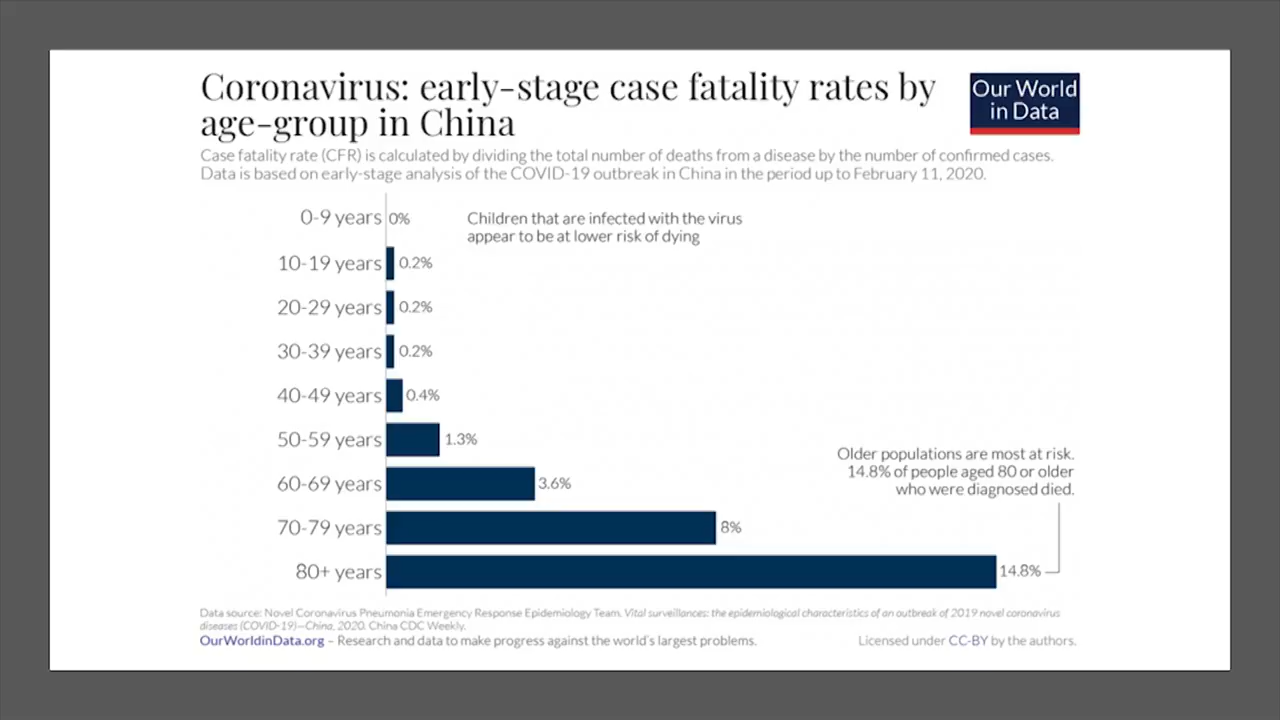 Coronavirus: early-stage case fatality rates by
age-group in China
Our World
in Data
Case fatality rate (CFR) is calculated by dividing the total number of deaths from a disease by the number of confirmed cases.
Data is based on early-stage analysis of the COVID-19 outbreak in China in the period up to February 11, 2020.
0-9 years 0%
Children that are infected with the virus
appear to be at lower risk of dying
10-19 years 0.2%
20-29 years 0.2%
30-39 years 0.2%
40-49 years 0.4%
50-59 years 1.3%
Older populations are most at risk.
14.8% of people aged 80 or older
who were diagnosed died.
60-69 years 3.6%
70-79 years 8%
80+ years 14.8%
Data source: Novel Coronavirus Pneumonia Emergency Response Epidemiology Team. Vital surveillances: the epidemiological characteristics of an outbreak of 2019 novel coronavirus
diseases (COVID-19)—China, 2020. China CDC Weekly.
OurWorldinData.org – Research and data to make progress against the world's largest problems.
Licensed under CC-BY by the authors.